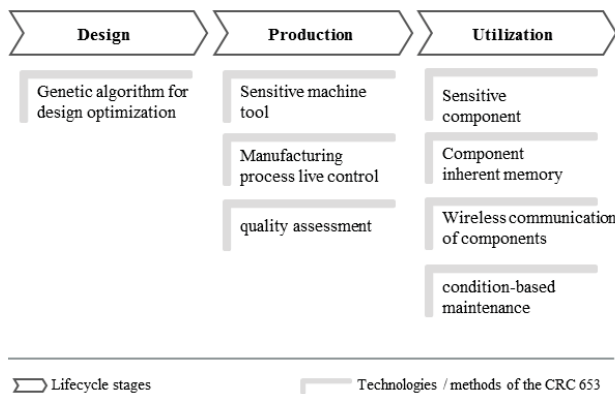 Design
Production
Utilization
Genetic algorithm for
design optimization
Sensitive machine
tool
Manufacturing
process live control
quality assessment
Sensitive
component
Component
inherent memory
Wireless communication
of components
condition-based
maintenance
Lifecycle stages
Technologies / methods of the CRC 653